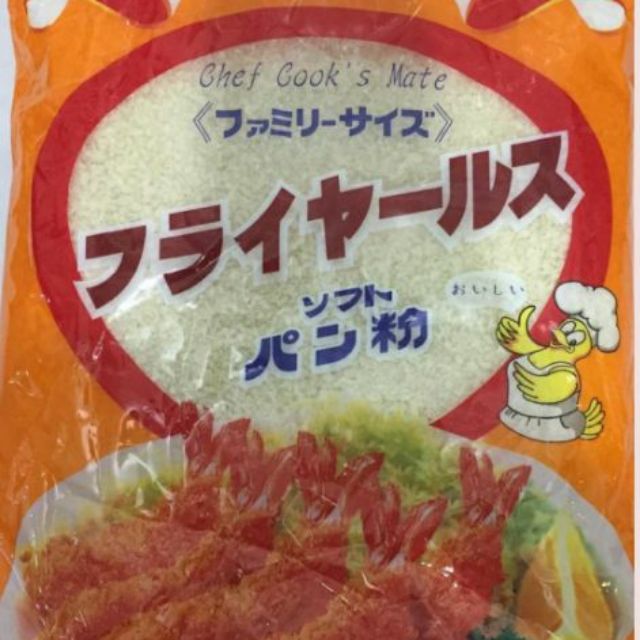 Chef Cook's Mate
《ファミリーサイズ》
フライヤールス
ソフト
パン粉
おいしい